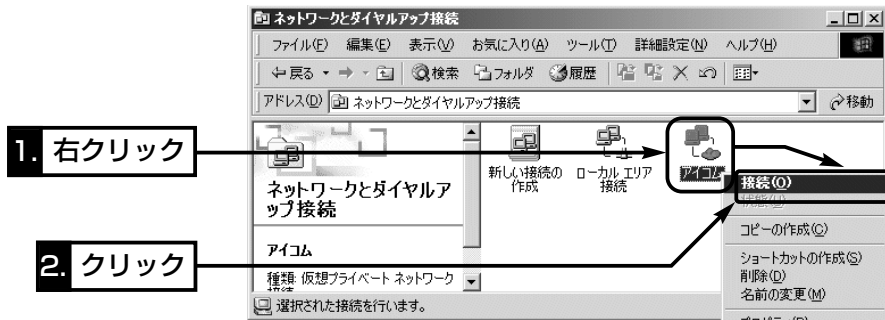 ネットワークとダイヤルアップ接続
ファイル(F) 編集(E) 表示(V) お気に入り(A) ツール(T) 詳細設定(N) ヘルプ(H)
戻る 検索 フォルダ 履歴
アドレス(D) ネットワークとダイヤルアップ接続 移動
1. 右クリック
2. クリック
ネットワークとダイヤルア
ップ接続
アイコム
種類: 仮想プライベート ネットワーク
接続
新しい接続の
作成
ローカル エリア
接続
アイコム
接続(O)
状態(U)
コピーの作成(C)
ショートカットの作成(S)
削除(D)
名前の変更(M)
プロパティ(R)
選択された接続を行います。